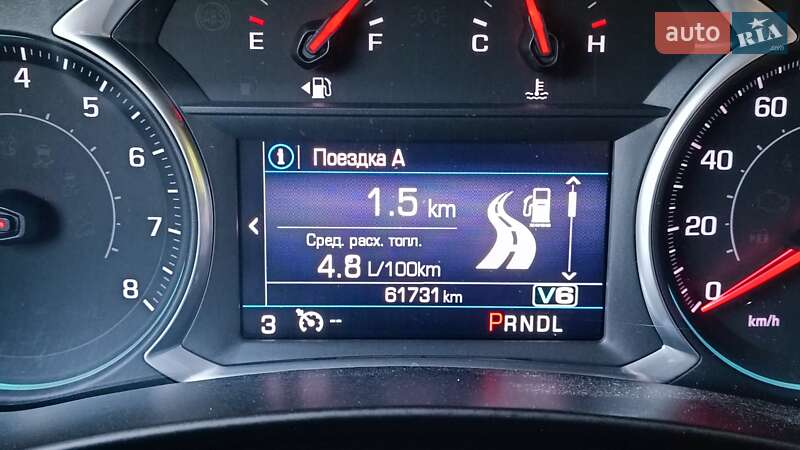 E F C H
auto RIA .com
4 5 6 7 8
Поездка А
1.5 km
Сред. расх. топл.
4.8 L/100km
61731 km V6
3 -- PRNDL
60
40
20
0
km/h